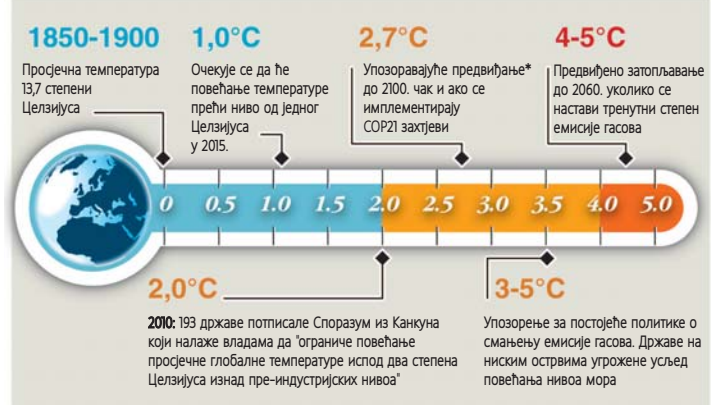 1850-1900
Просјечна температура
13,7 степени
Целзијуса
1,0°C
Очекује се да ће
повећање температуре
прећи ниво од једног
Целзијуса
у 2015.
2,7°C
Упозоравајуће предвиђање*
до 2100. чак и ако се
имплементирају
COP21 захтјеви
4-5°C
Предвиђено затопљавање
до 2060. уколико се
настави тренутни степен
емисије гасова
0 0.5 1.0 1.5 2.0 2.5 3.0 3.5 4.0 5.0
2,0°C
2010: 193 државе потписале Споразум из Канкуна
који налаже владама да "ограниче повећање
просјечне глобалне температуре испод два степена
Целзијуса изнад пре-индустријских нивоа"
3-5°C
Упозорење за постојеће политике о
смањењу емисије гасова. Државе на
ниским острвима угрожене усљед
повећања нивоа мора